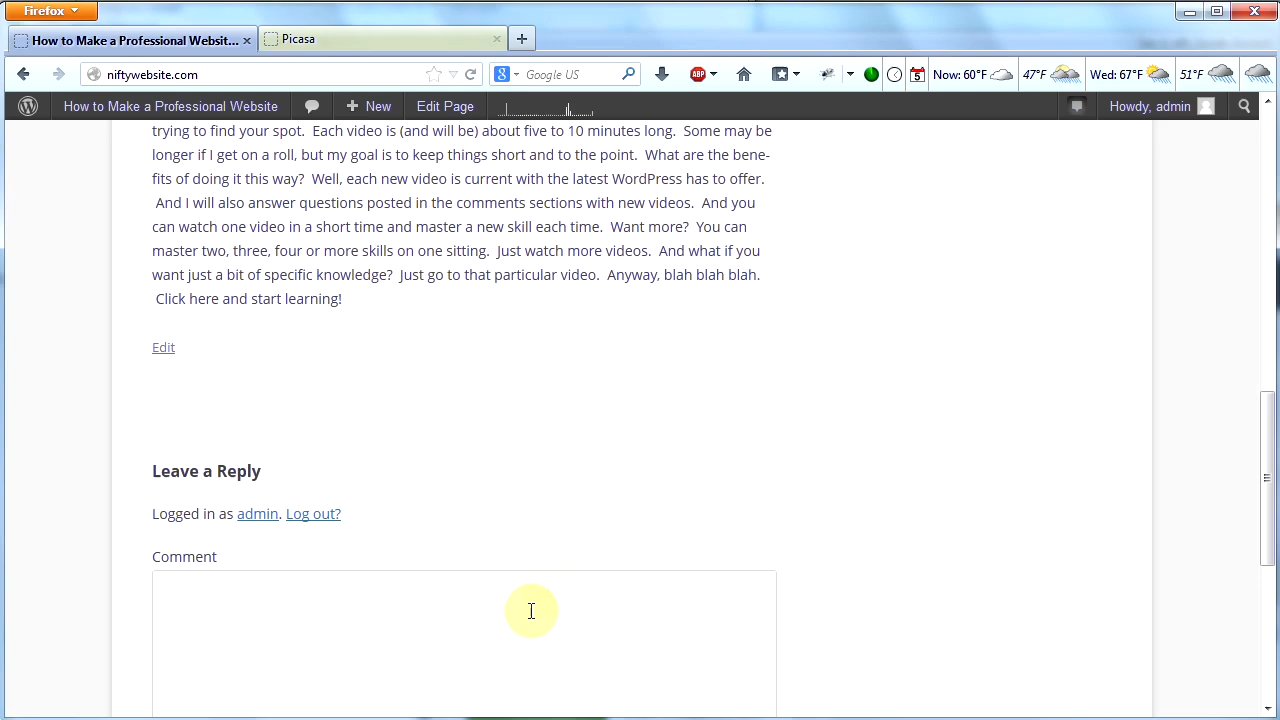 Firefox
How to Make a Professional Websit...
Picasa
niftywebsite.com
Google US
ABP
5
Now: 60°F
47°F
Wed: 67°F
51°F
How to Make a Professional Website
New
Edit Page
Howdy, admin
trying to find your spot.  Each video is (and will be) about five to 10 minutes long.  Some may be
longer if I get on a roll, but my goal is to keep things short and to the point.  What are the bene-
fits of doing it this way?  Well, each new video is current with the latest WordPress has to offer.
And I will also answer questions posted in the comments sections with new videos.  And you
can watch one video in a short time and master a new skill each time.  Want more?  You can
master two, three, four or more skills on one sitting.  Just watch more videos.  And what if you
want just a bit of specific knowledge?  Just go to that particular video.  Anyway, blah blah blah.
Click here and start learning!
Edit
Leave a Reply
Logged in as admin. Log out?
Comment